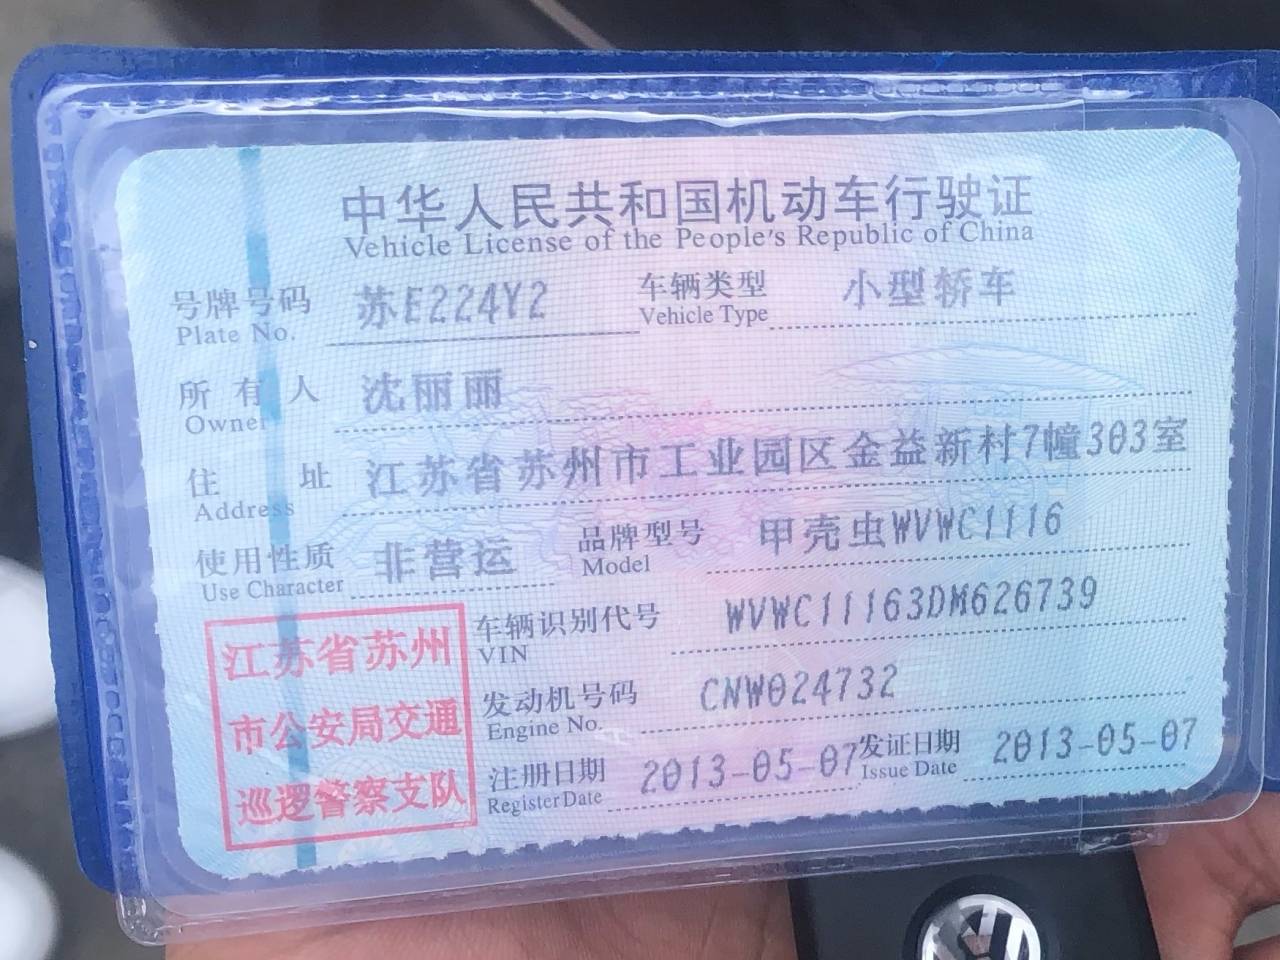 中华人民共和国机动车行驶证
Vehicle License of the People's Republic of China
号牌号码 苏E224Y2 车辆类型 小型轿车
Plate No. Vehicle Type
所有人 沈丽丽
Owner
住址 江苏省苏州市工业园区金益新村7幢303室
Address
使用性质 非营运 品牌型号 甲壳虫WVWC1116
Use Character Model
车辆识别代号 WVWC11163DM626739
VIN
发动机号码 CNW024732
Engine No.
注册日期 2013-05-07 发证日期 2013-05-07
Register Date Issue Date
江苏省苏州
市公安局交通
巡逻警察支队